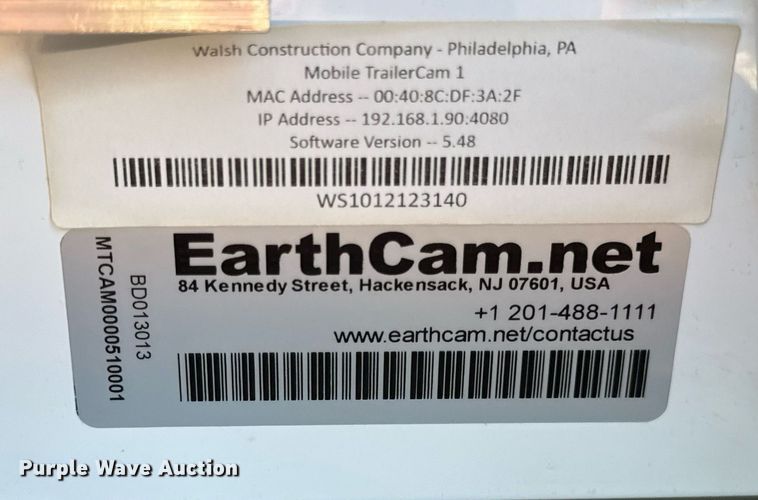 Walsh Construction Company - Philadelphia, PA
Mobile TrailerCam 1
MAC Address -- 00:40:8C:DF:3A:2F
IP Address -- 192.168.1.90:4080
Software Version -- 5.48
WS1012123140
EarthCam.net
84 Kennedy Street, Hackensack, NJ 07601, USA
+1 201-488-1111
www.earthcam.net/contactus
BD013013
MTCAM0000510001
Purple Wave Auction